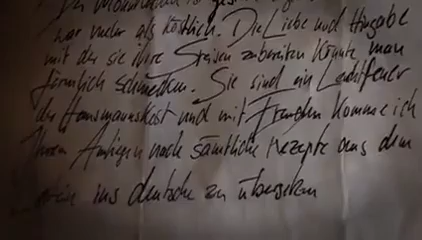 war mehr als köstlich. Die Liebe und Hingabe
mit der sie ihre Speisen zubereiten könnte man
förmlich schmecken. Sie sind ein Leuchtfeuer
der Hausmannskost und mit Freuden komme ich
Ihrem Anliegen nach sämtliche Rezepte aus dem
ins deutsche zu übersetzen